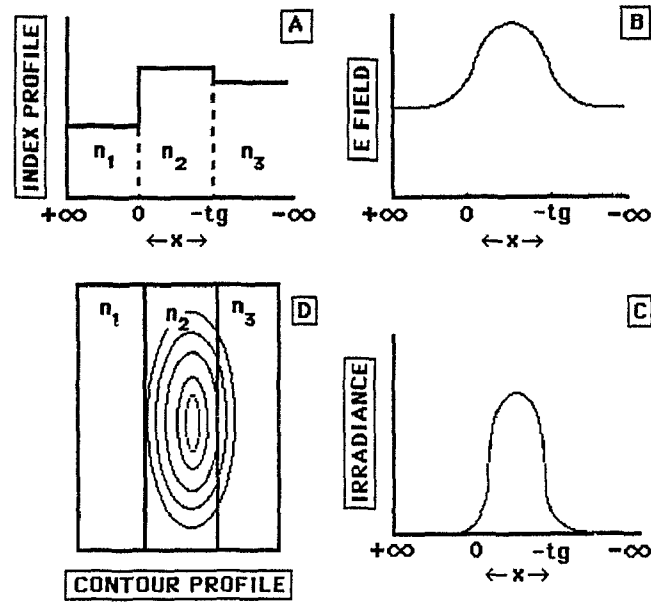 A
INDEX PROFILE
n1 n2 n3
+∞ 0 -tg -∞
←x→
B
E FIELD
+∞ 0 -tg -∞
←x→
D
n1 n2 n3
CONTOUR PROFILE
C
IRRADIANCE
+∞ 0 -tg -∞
←x→